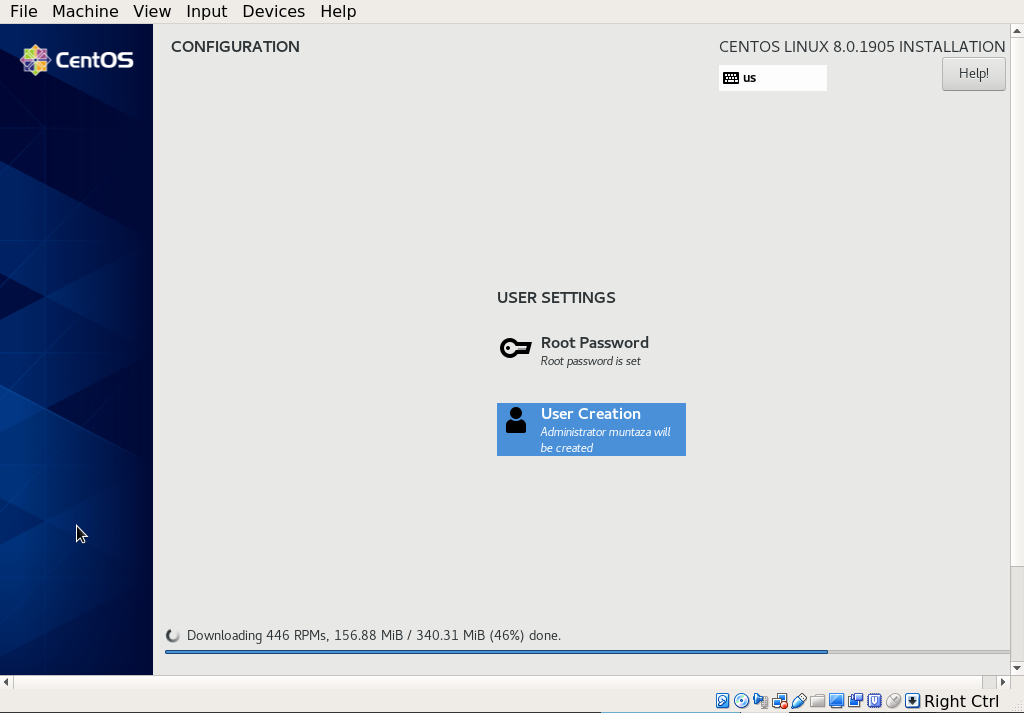 File Machine View Input Devices Help
CentOS
CONFIGURATION
CENTOS LINUX 8.0.1905 INSTALLATION
us
Help!
USER SETTINGS
Root Password
Root password is set
User Creation
Administrator muntaza will
be created
Downloading 446 RPMs, 156.88 MiB / 340.31 MiB (46%) done.
Right Ctrl